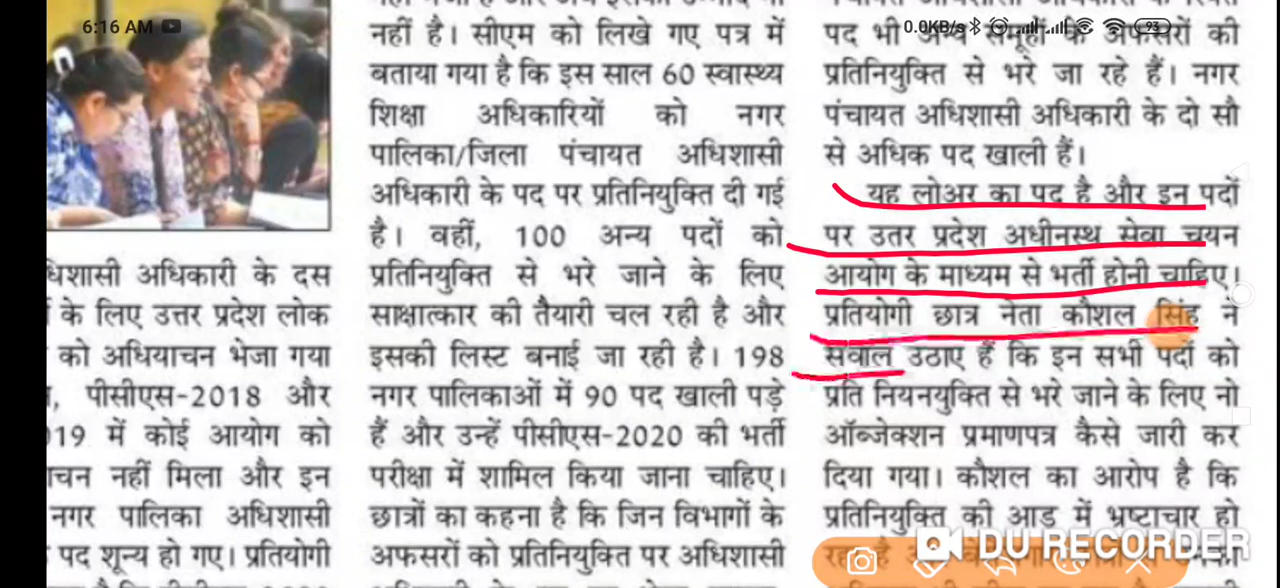 6:16 AM
0.0KB/s
93
धिशासी अधिकारी के दस
के लिए उत्तर प्रदेश लोक
को अधियाचन भेजा गया
पीसीएस-2018 और
19 में कोई आयोग को
चन नहीं मिला और इन
नगर पालिका अधिशासी
पद शून्य हो गए। प्रतियोगी
नहीं है। सीएम को लिखे गए पत्र में
बताया गया है कि इस साल 60 स्वास्थ्य
शिक्षा अधिकारियों को नगर
पालिका/जिला पंचायत अधिशासी
अधिकारी के पद पर प्रतिनियुक्ति दी गई
है। वहीं, 100 अन्य पदों को
प्रतिनियुक्ति से भरे जाने के लिए
साक्षात्कार की तैयारी चल रही है और
इसकी लिस्ट बनाई जा रही है। 198
नगर पालिकाओं में 90 पद खाली पड़े
हैं और उन्हें पीसीएस-2020 की भर्ती
परीक्षा में शामिल किया जाना चाहिए।
छात्रों का कहना है कि जिन विभागों के
अफसरों को प्रतिनियुक्ति पर अधिशासी
पद भी अन्य समूहों के अफसरों की
प्रतिनियुक्ति से भरे जा रहे हैं। नगर
पंचायत अधिशासी अधिकारी के दो सौ
से अधिक पद खाली हैं।
यह लोअर का पद है और इन पदों
पर उतर प्रदेश अधीनस्थ सेवा चयन
आयोग के माध्यम से भर्ती होनी चाहिए।
प्रतियोगी छात्र नेता कौशल सिंह ने
सवाल उठाए हैं कि इन सभी पदों को
प्रति नियनयुक्ति से भरे जाने के लिए नो
ऑब्जेक्शन प्रमाणपत्र कैसे जारी कर
दिया गया। कौशल का आरोप है कि
प्रतिनियुक्ति की आड़ में भ्रष्टाचार हो
DU RECORDER